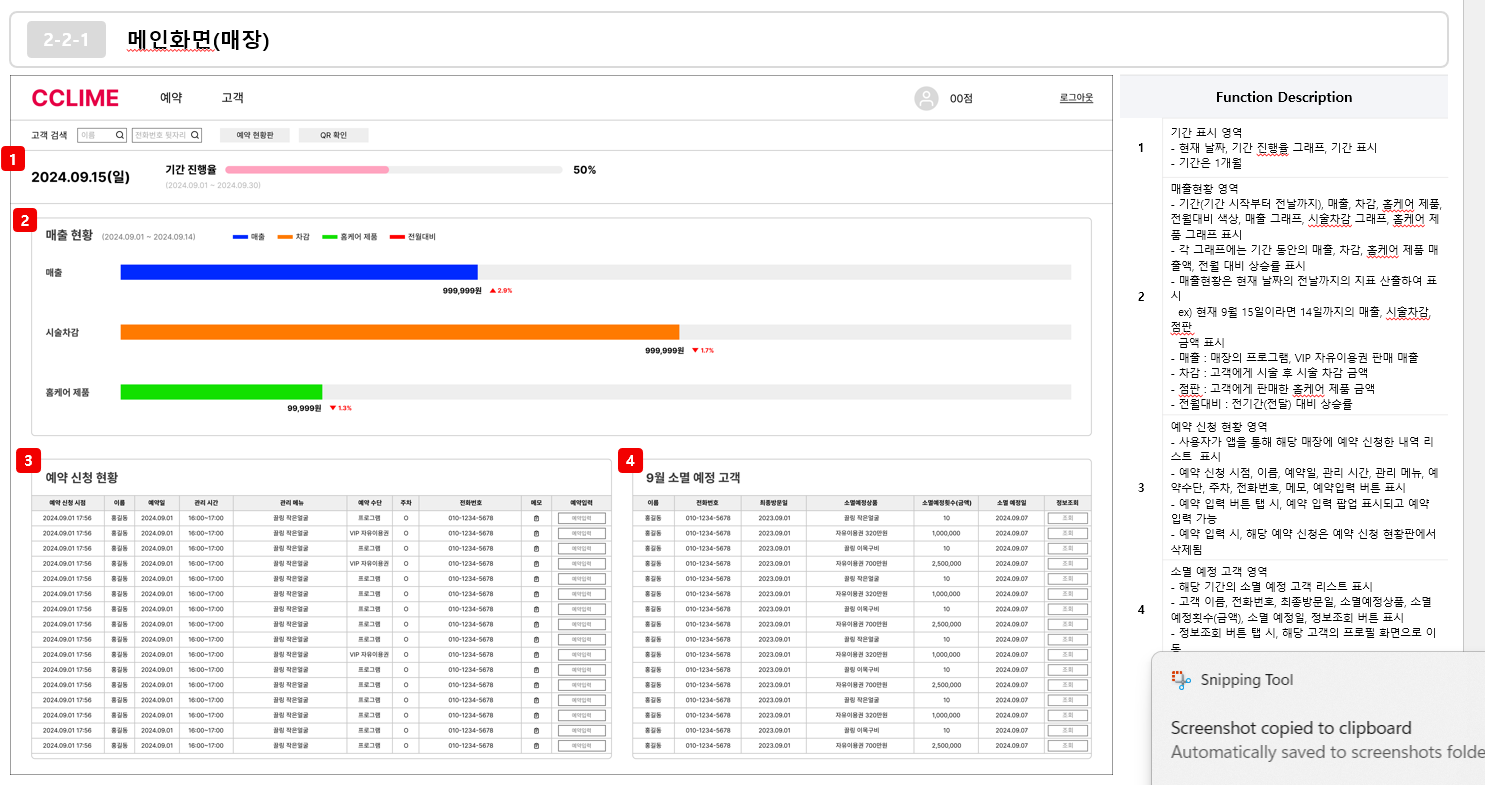 2-2-1 메인화면(매장)
CCLIME 예약 고객 00점 로그아웃
고객 검색 이름 전화번호 뒷자리 예약 현황판 QR 확인
1
2024.09.15(일) 기간 진행율 50%
(2024.09.01 ~ 2024.09.30)
2
매출 현황 (2024.09.01 ~ 2024.09.14) 매출 차감 홈케어 제품 전월대비
매출
999,999원 ▲ 2.9%
시술차감
999,999원 ▼ 1.7%
홈케어 제품
99,999원 ▼ 1.3%
3
예약 신청 현황
예약 신청 시점 이름 예약일 관리 시간 관리 메뉴 예약 수단 주차 전화번호 메모 예약입력
2024.09.01 17:56 홍길동 2024.09.01 16:00~17:00 끌림 작은얼굴 프로그램 O 010-1234-5678 예약입력
2024.09.01 17:56 홍길동 2024.09.01 16:00~17:00 끌림 작은얼굴 VIP 자유이용권 O 010-1234-5678 예약입력
2024.09.01 17:56 홍길동 2024.09.01 16:00~17:00 끌림 작은얼굴 프로그램 O 010-1234-5678 예약입력
2024.09.01 17:56 홍길동 2024.09.01 16:00~17:00 끌림 작은얼굴 VIP 자유이용권 O 010-1234-5678 예약입력
2024.09.01 17:56 홍길동 2024.09.01 16:00~17:00 끌림 작은얼굴 프로그램 O 010-1234-5678 예약입력
2024.09.01 17:56 홍길동 2024.09.01 16:00~17:00 끌림 작은얼굴 프로그램 O 010-1234-5678 예약입력
2024.09.01 17:56 홍길동 2024.09.01 16:00~17:00 끌림 작은얼굴 프로그램 O 010-1234-5678 예약입력
2024.09.01 17:56 홍길동 2024.09.01 16:00~17:00 끌림 작은얼굴 프로그램 O 010-1234-5678 예약입력
2024.09.01 17:56 홍길동 2024.09.01 16:00~17:00 끌림 작은얼굴 프로그램 O 010-1234-5678 예약입력
2024.09.01 17:56 홍길동 2024.09.01 16:00~17:00 끌림 작은얼굴 VIP 자유이용권 O 010-1234-5678 예약입력
2024.09.01 17:56 홍길동 2024.09.01 16:00~17:00 끌림 작은얼굴 프로그램 O 010-1234-5678 예약입력
2024.09.01 17:56 홍길동 2024.09.01 16:00~17:00 끌림 작은얼굴 프로그램 O 010-1234-5678 예약입력
2024.09.01 17:56 홍길동 2024.09.01 16:00~17:00 끌림 작은얼굴 프로그램 O 010-1234-5678 예약입력
2024.09.01 17:56 홍길동 2024.09.01 16:00~17:00 끌림 작은얼굴 프로그램 O 010-1234-5678 예약입력
2024.09.01 17:56 홍길동 2024.09.01 16:00~17:00 끌림 작은얼굴 프로그램 O 010-1234-5678 예약입력
2024.09.01 17:56 홍길동 2024.09.01 16:00~17:00 끌림 작은얼굴 프로그램 O 010-1234-5678 예약입력
4
9월 소멸 예정 고객
이름 전화번호 최종방문일 소멸예정상품 소멸예정횟수(금액) 소멸 예정일 정보조회
홍길동 010-1234-5678 2023.09.01 끌림 작은얼굴 10 2024.09.07 조회
홍길동 010-1234-5678 2023.09.01 자유이용권 320만원 1,000,000 2024.09.07 조회
홍길동 010-1234-5678 2023.09.01 끌림 이목구비 10 2024.09.07 조회
홍길동 010-1234-5678 2023.09.01 자유이용권 700만원 2,500,000 2024.09.07 조회
홍길동 010-1234-5678 2023.09.01 끌림 작은얼굴 10 2024.09.07 조회
홍길동 010-1234-5678 2023.09.01 자유이용권 320만원 1,000,000 2024.09.07 조회
홍길동 010-1234-5678 2023.09.01 끌림 이목구비 10 2024.09.07 조회
홍길동 010-1234-5678 2023.09.01 자유이용권 700만원 2,500,000 2024.09.07 조회
홍길동 010-1234-5678 2023.09.01 끌림 작은얼굴 10 2024.09.07 조회
홍길동 010-1234-5678 2023.09.01 자유이용권 320만원 1,000,000 2024.09.07 조회
홍길동 010-1234-5678 2023.09.01 끌림 이목구비 10 2024.09.07 조회
홍길동 010-1234-5678 2023.09.01 자유이용권 700만원 2,500,000 2024.09.07 조회
홍길동 010-1234-5678 2023.09.01 끌림 작은얼굴 10 2024.09.07 조회
홍길동 010-1234-5678 2023.09.01 자유이용권 320만원 1,000,000 2024.09.07 조회
홍길동 010-1234-5678 2023.09.01 끌림 이목구비 10 2024.09.07 조회
홍길동 010-1234-5678 2023.09.01 자유이용권 700만원 2,500,000 2024.09.07 조회
Function Description
1
기간 표시 영역
- 현재 날짜, 기간 진행율 그래프, 기간 표시
- 기간은 1개월
2
매출현황 영역
- 기간(기간 시작부터 전날까지), 매출, 차감, 홈케어 제품,
전월대비 색상, 매출 그래프, 시술차감 그래프, 홈케어 제
품 그래프 표시
- 각 그래프에는 기간 동안의 매출, 차감, 홈케어 제품 매
출액, 전월 대비 상승률 표시
- 매출현황은 현재 날짜의 전날까지의 지표 산출하여 표
시
ex) 현재 9월 15일이라면 14일까지의 매출, 시술차감,
점판
금액 표시
- 매출 : 매장의 프로그램, VIP 자유이용권 판매 매출
- 차감 : 고객에게 시술 후 시술 차감 금액
- 점판 : 고객에게 판매한 홈케어 제품 금액
- 전월대비 : 전기간(전달) 대비 상승률
3
예약 신청 현황 영역
- 사용자가 앱을 통해 해당 매장에 예약 신청한 내역 리
스트 표시
- 예약 신청 시점, 이름, 예약일, 관리 시간, 관리 메뉴, 예
약수단, 주차, 전화번호, 메모, 예약입력 버튼 표시
- 예약 입력 버튼 탭 시, 예약 입력 팝업 표시되고 예약
입력 가능
- 예약 입력 시, 해당 예약 신청은 예약 신청 현황판에서
삭제됨
4
소멸 예정 고객 영역
- 해당 기간의 소멸 예정 고객 리스트 표시
- 고객 이름, 전화번호, 최종방문일, 소멸예정상품, 소멸
예정횟수(금액), 소멸 예정일, 정보조회 버튼 표시
- 정보조회 버튼 탭 시, 해당 고객의 프로필 화면으로 이
동
Snipping Tool
Screenshot copied to clipboard
Automatically saved to screenshots folde